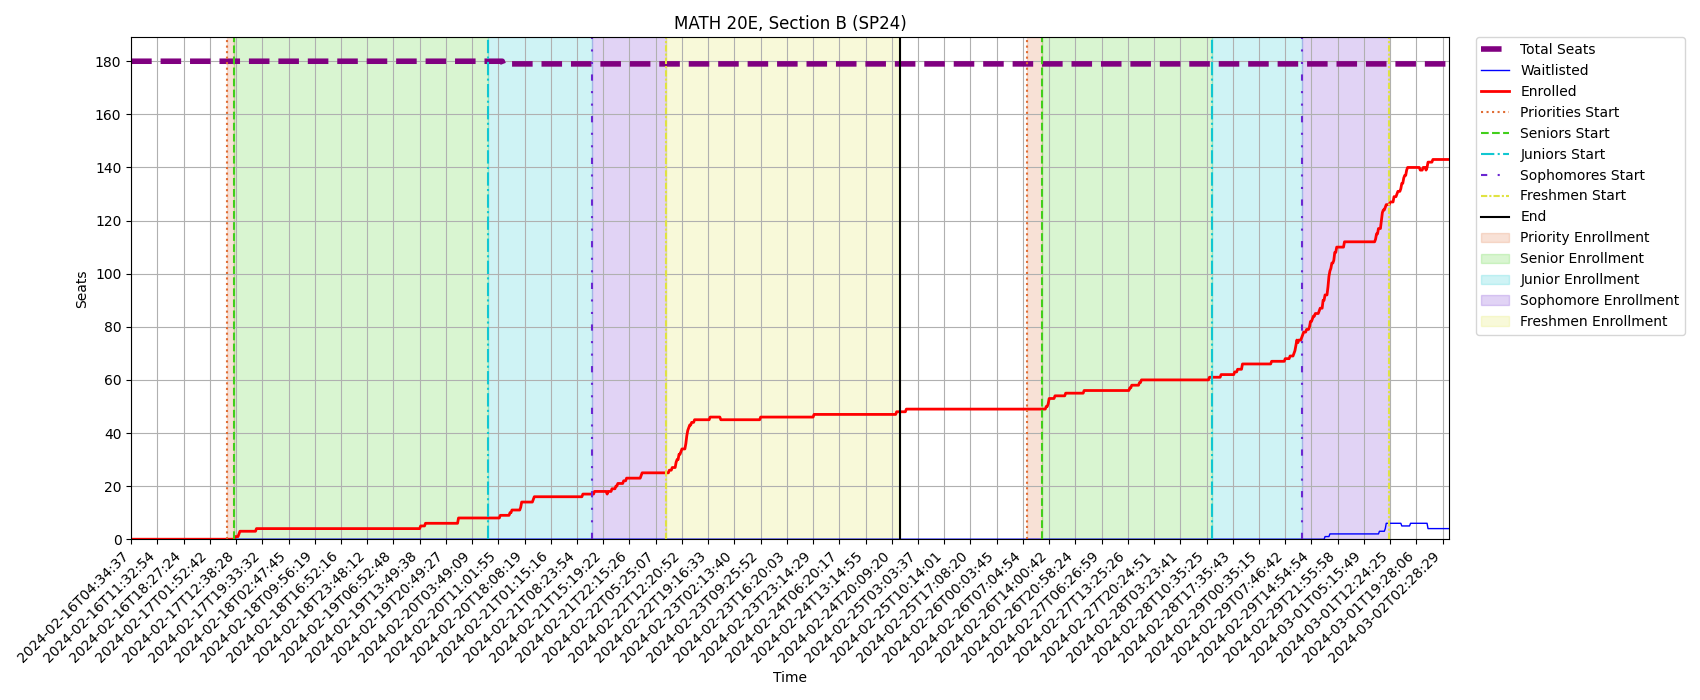 MATH 20E, Section B (SP24)
Seats
180
160
140
120
100
80
60
40
20
0
2024-02-16T04:34:37
2024-02-16T11:32:54
2024-02-16T18:27:24
2024-02-17T01:52:42
2024-02-17T12:38:28
2024-02-17T19:33:32
2024-02-18T02:47:45
2024-02-18T09:56:19
2024-02-18T16:52:16
2024-02-18T23:48:12
2024-02-19T06:52:48
2024-02-19T13:49:38
2024-02-19T20:49:27
2024-02-20T03:49:09
2024-02-20T11:01:55
2024-02-20T18:08:19
2024-02-21T01:15:16
2024-02-21T08:23:54
2024-02-21T15:19:22
2024-02-21T22:15:26
2024-02-22T05:25:07
2024-02-22T12:20:52
2024-02-22T19:16:33
2024-02-23T02:13:40
2024-02-23T09:25:52
2024-02-23T16:20:03
2024-02-23T23:14:29
2024-02-24T06:20:17
2024-02-24T13:14:55
2024-02-24T20:09:20
2024-02-25T03:03:37
2024-02-25T10:14:01
2024-02-25T17:08:20
2024-02-26T00:03:45
2024-02-26T07:04:54
2024-02-26T14:00:42
2024-02-26T20:58:24
2024-02-27T06:26:59
2024-02-27T13:25:26
2024-02-27T20:24:51
2024-02-28T03:23:41
2024-02-28T10:35:25
2024-02-28T17:35:43
2024-02-29T00:35:15
2024-02-29T07:46:42
2024-02-29T14:54:54
2024-02-29T21:55:58
2024-03-01T05:15:49
2024-03-01T12:24:25
2024-03-01T19:28:06
2024-03-02T02:28:29
Time
Total Seats
Waitlisted
Enrolled
Priorities Start
Seniors Start
Juniors Start
Sophomores Start
Freshmen Start
End
Priority Enrollment
Senior Enrollment
Junior Enrollment
Sophomore Enrollment
Freshmen Enrollment